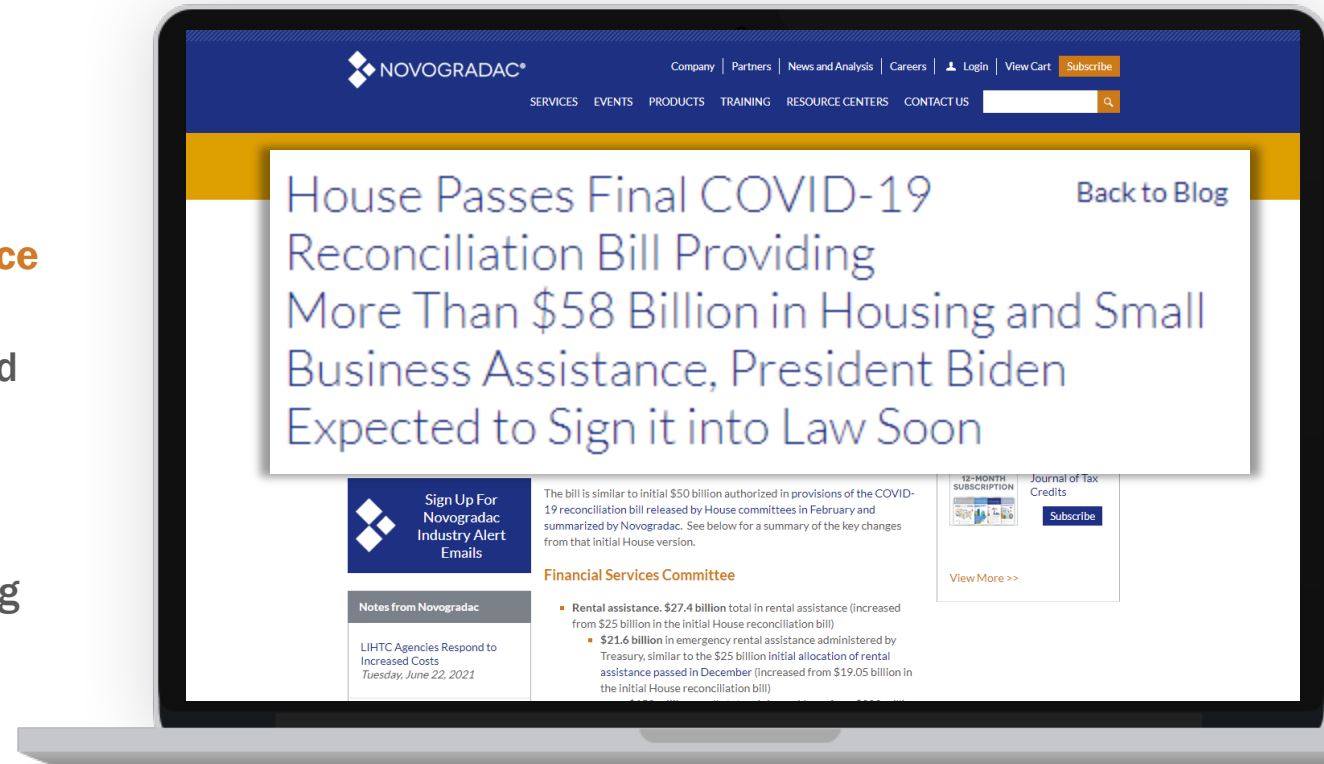 ce
d
g
NOVOGRADAC®
Company | Partners | News and Analysis | Careers | Login | View Cart Subscribe
SERVICES EVENTS PRODUCTS TRAINING RESOURCE CENTERS CONTACT US
House Passes Final COVID-19
Back to Blog
Reconciliation Bill Providing
More Than $58 Billion in Housing and Small
Business Assistance, President Biden
Expected to Sign it into Law Soon
Sign Up For
Novogradac
Industry Alert
Emails
Notes from Novogradac
LIHTC Agencies Respond to
Increased Costs
Tuesday, June 22, 2021
The bill is similar to initial $50 billion authorized in provisions of the COVID-
19 reconciliation bill released by House committees in February and
summarized by Novogradac. See below for a summary of the key changes
from that initial House version.
Financial Services Committee
Rental assistance. $27.4 billion total in rental assistance (increased
from $25 billion in the initial House reconciliation bill)
$21.6 billion in emergency rental assistance administered by
Treasury, similar to the $25 billion initial allocation of rental
assistance passed in December (increased from $19.05 billion in
the initial House reconciliation bill)
12-MONTH
SUBSCRIPTION
Journal of Tax
Credits
Subscribe
View More >>